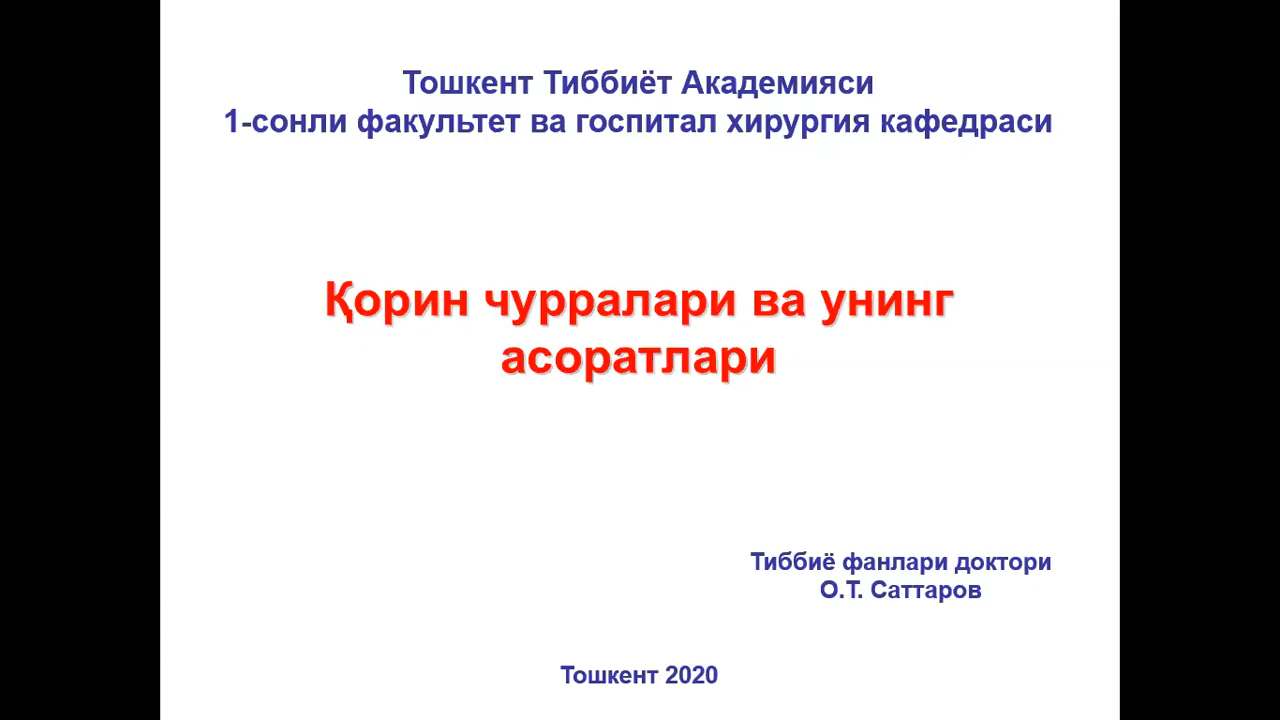 Тошкент Тиббиёт Академияси
1-сонли факультет ва госпитал хирургия кафедраси
Қорин чурралари ва унинг
асоратлари
Тиббиё фанлари доктори
О.Т. Саттаров
Тошкент 2020